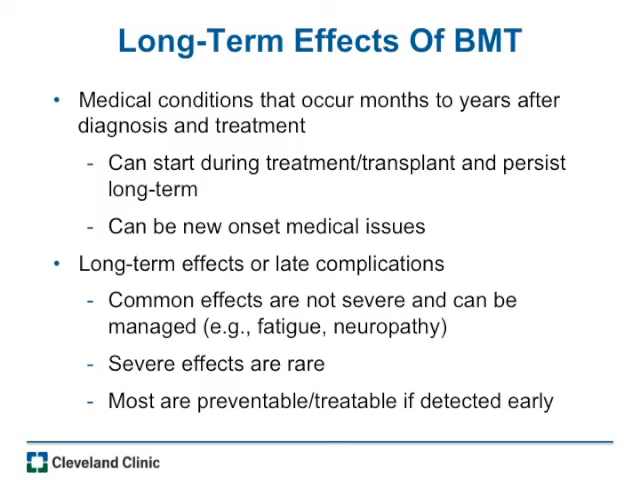 Long-Term Effects Of BMT
• Medical conditions that occur months to years after
diagnosis and treatment
- Can start during treatment/transplant and persist
long-term
- Can be new onset medical issues
• Long-term effects or late complications
- Common effects are not severe and can be
managed (e.g., fatigue, neuropathy)
- Severe effects are rare
- Most are preventable/treatable if detected early
Cleveland Clinic